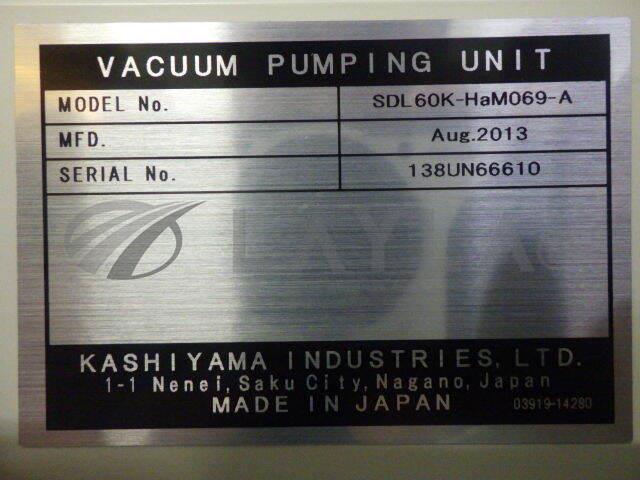 VACUUM PUMPING UNIT
MODEL No. SDL60K-HaM069-A
MFD. Aug.2013
SERIAL No. 138UN66610
KASHIYAMA INDUSTRIES, LTD.
1-1 Nenei, Saku City, Nagano, Japan
MADE IN JAPAN 03919-14280